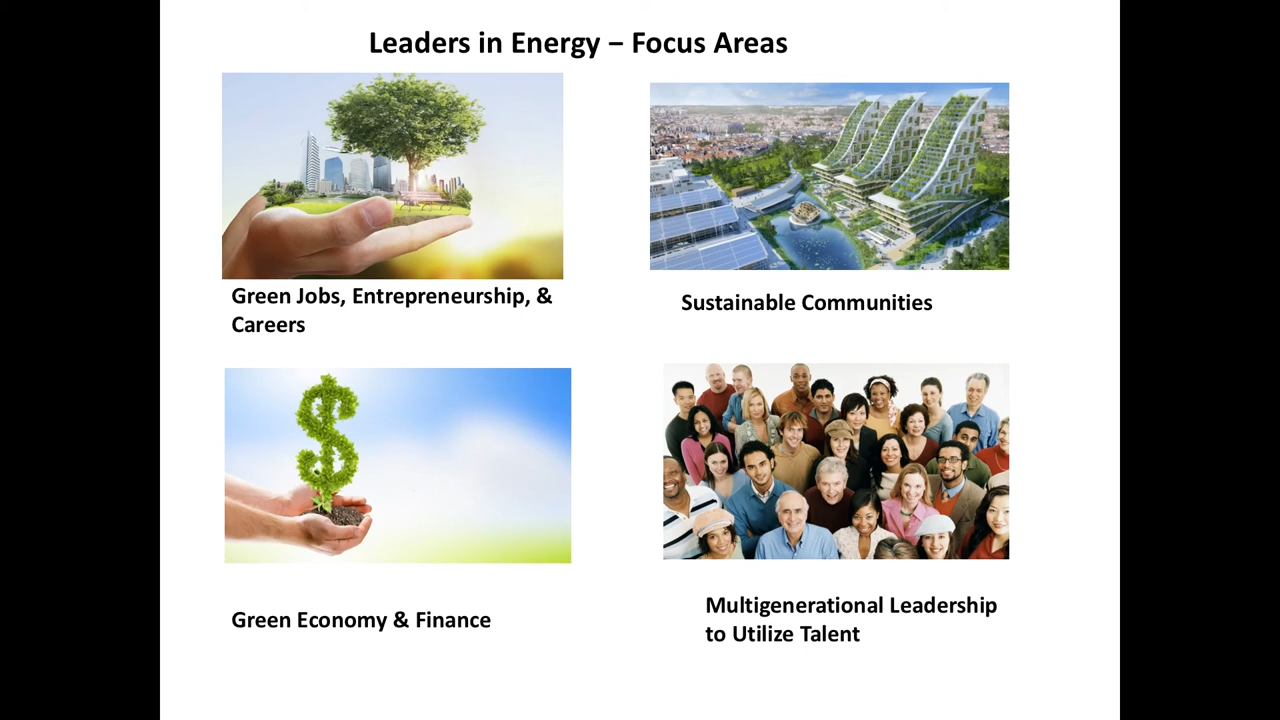 Leaders in Energy – Focus Areas
Green Jobs, Entrepreneurship, &
Careers
Sustainable Communities
Green Economy & Finance
Multigenerational Leadership
to Utilize Talent